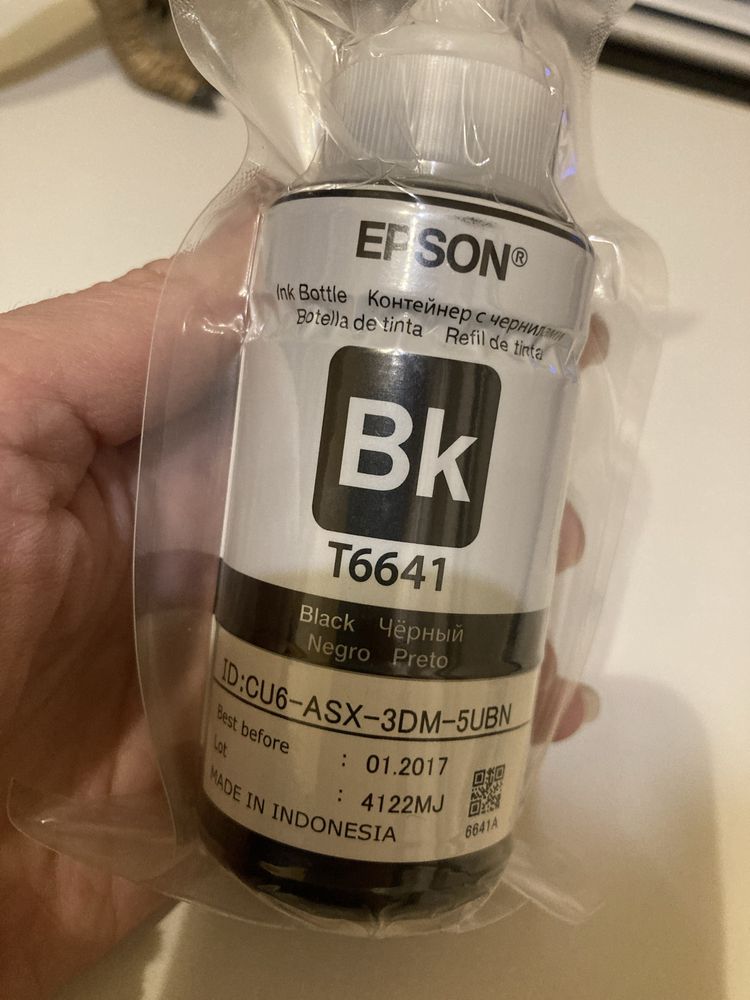 EPSON®
Ink Bottle Контейнер с чернилами
Botella de tinta Refil de tinta
Bk
T6641
Black Чёрный
Negro Preto
ID:CU6-ASX-3DM-5UBN
Best before : 01.2017
Lot : 4122MJ
MADE IN INDONESIA
6641A